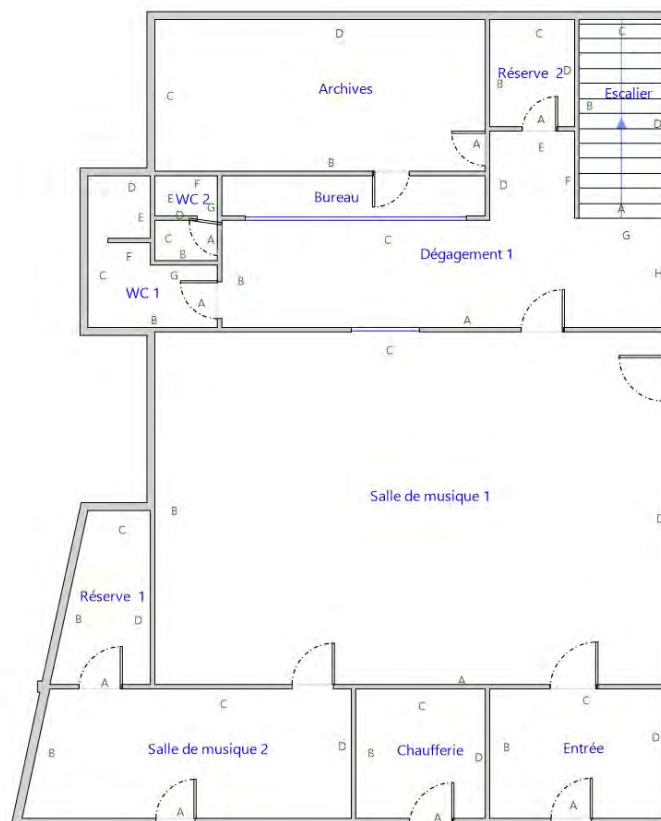 D C
Archives
Réserve 2 D
C B
Escalier
B
C
D
A A
B E
D F WC 2 E G
Bureau D F
E D A
C A B
C G
Dégagement 1
F
G
C B H
WC 1 A
B A
C
Salle de musique 1
B D
C
Réserve 1
B D
A A
C C C
B Salle de musique 2 D
B Chaufferie D
B Entrée D
A A A